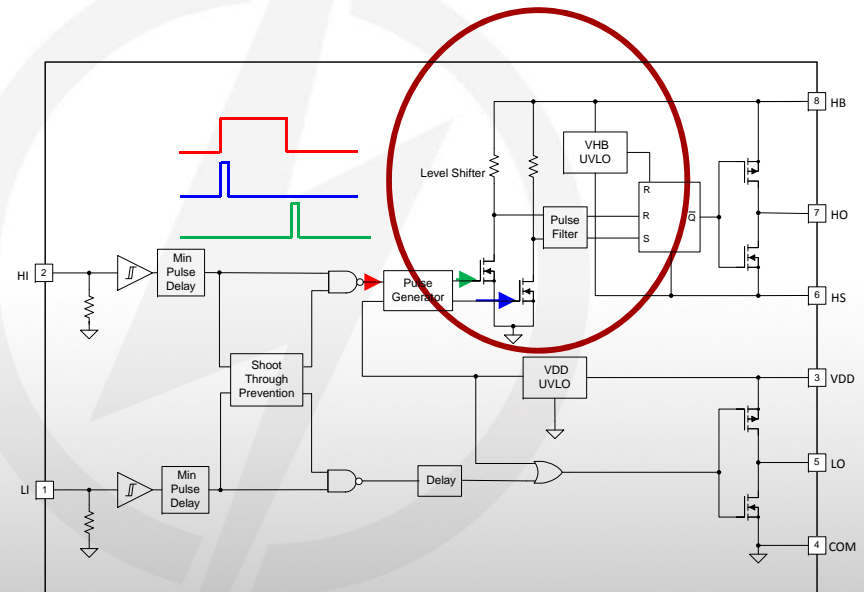 8
HB
VHB
UVLO
Level Shifter
R
R
S
Q
Pulse
Filter
7
HO
HI
2
Min
Pulse
Delay
Pulse
Generator
6
HS
Shoot
Through
Prevention
VDD
UVLO
3
VDD
LI
1
Min
Pulse
Delay
Delay
5
LO
4
COM